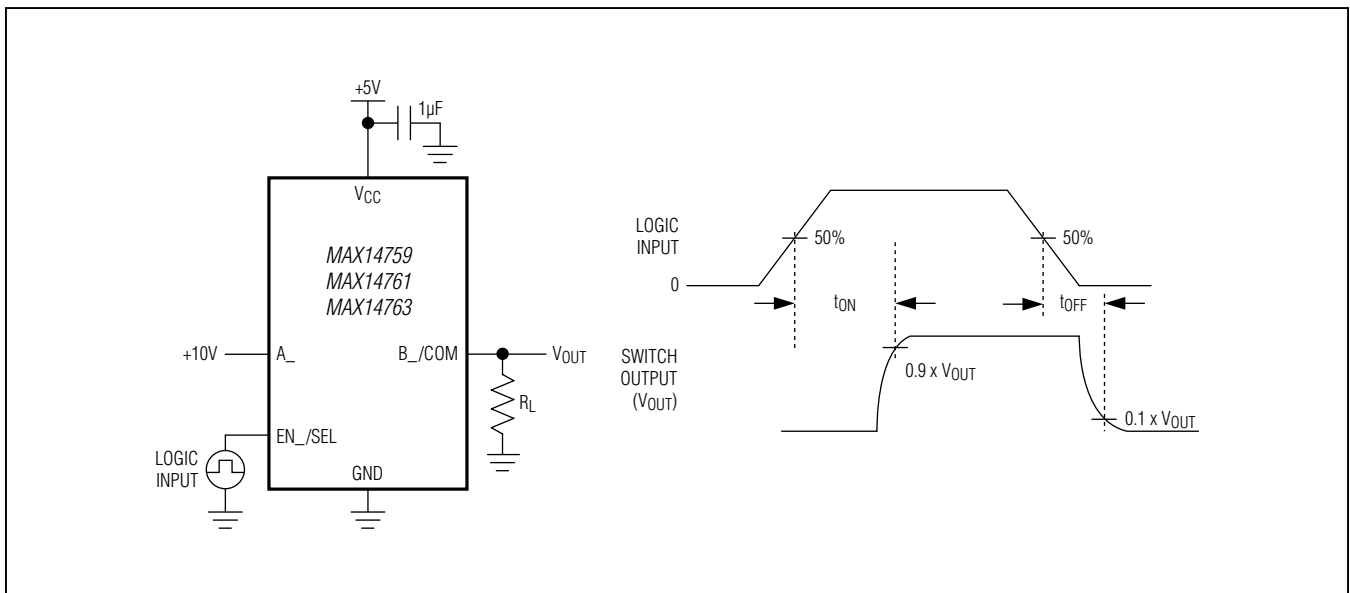 +5V
1µF
VCC
MAX14759
MAX14761
MAX14763
+10V
A_
B_/COM
VOUT
RL
EN_/SEL
LOGIC
INPUT
GND
LOGIC
INPUT
50%
50%
0
tON
tOFF
SWITCH
OUTPUT
(VOUT)
0.9 x VOUT
0.1 x VOUT